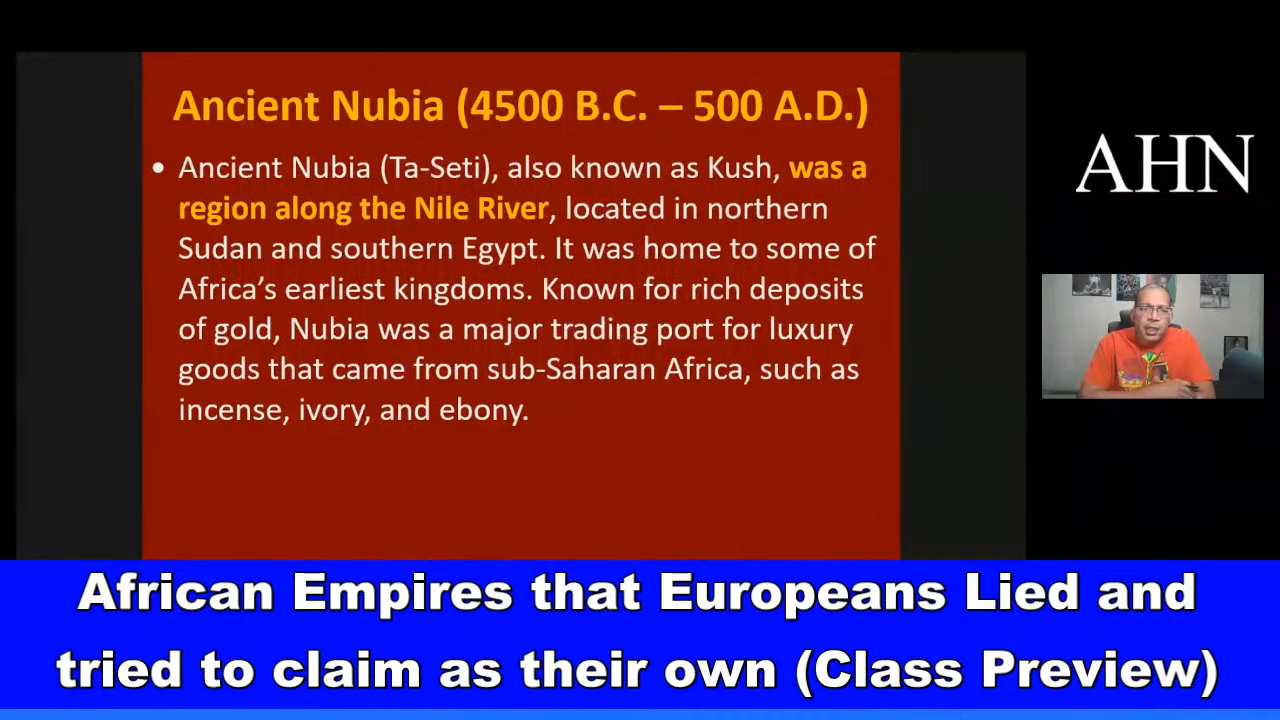 Ancient Nubia (4500 B.C. – 500 A.D.)
• Ancient Nubia (Ta-Seti), also known as Kush, was a
region along the Nile River, located in northern
Sudan and southern Egypt. It was home to some of
Africa's earliest kingdoms. Known for rich deposits
of gold, Nubia was a major trading port for luxury
goods that came from sub-Saharan Africa, such as
incense, ivory, and ebony.
AHN
African Empires that Europeans Lied and
tried to claim as their own (Class Preview)